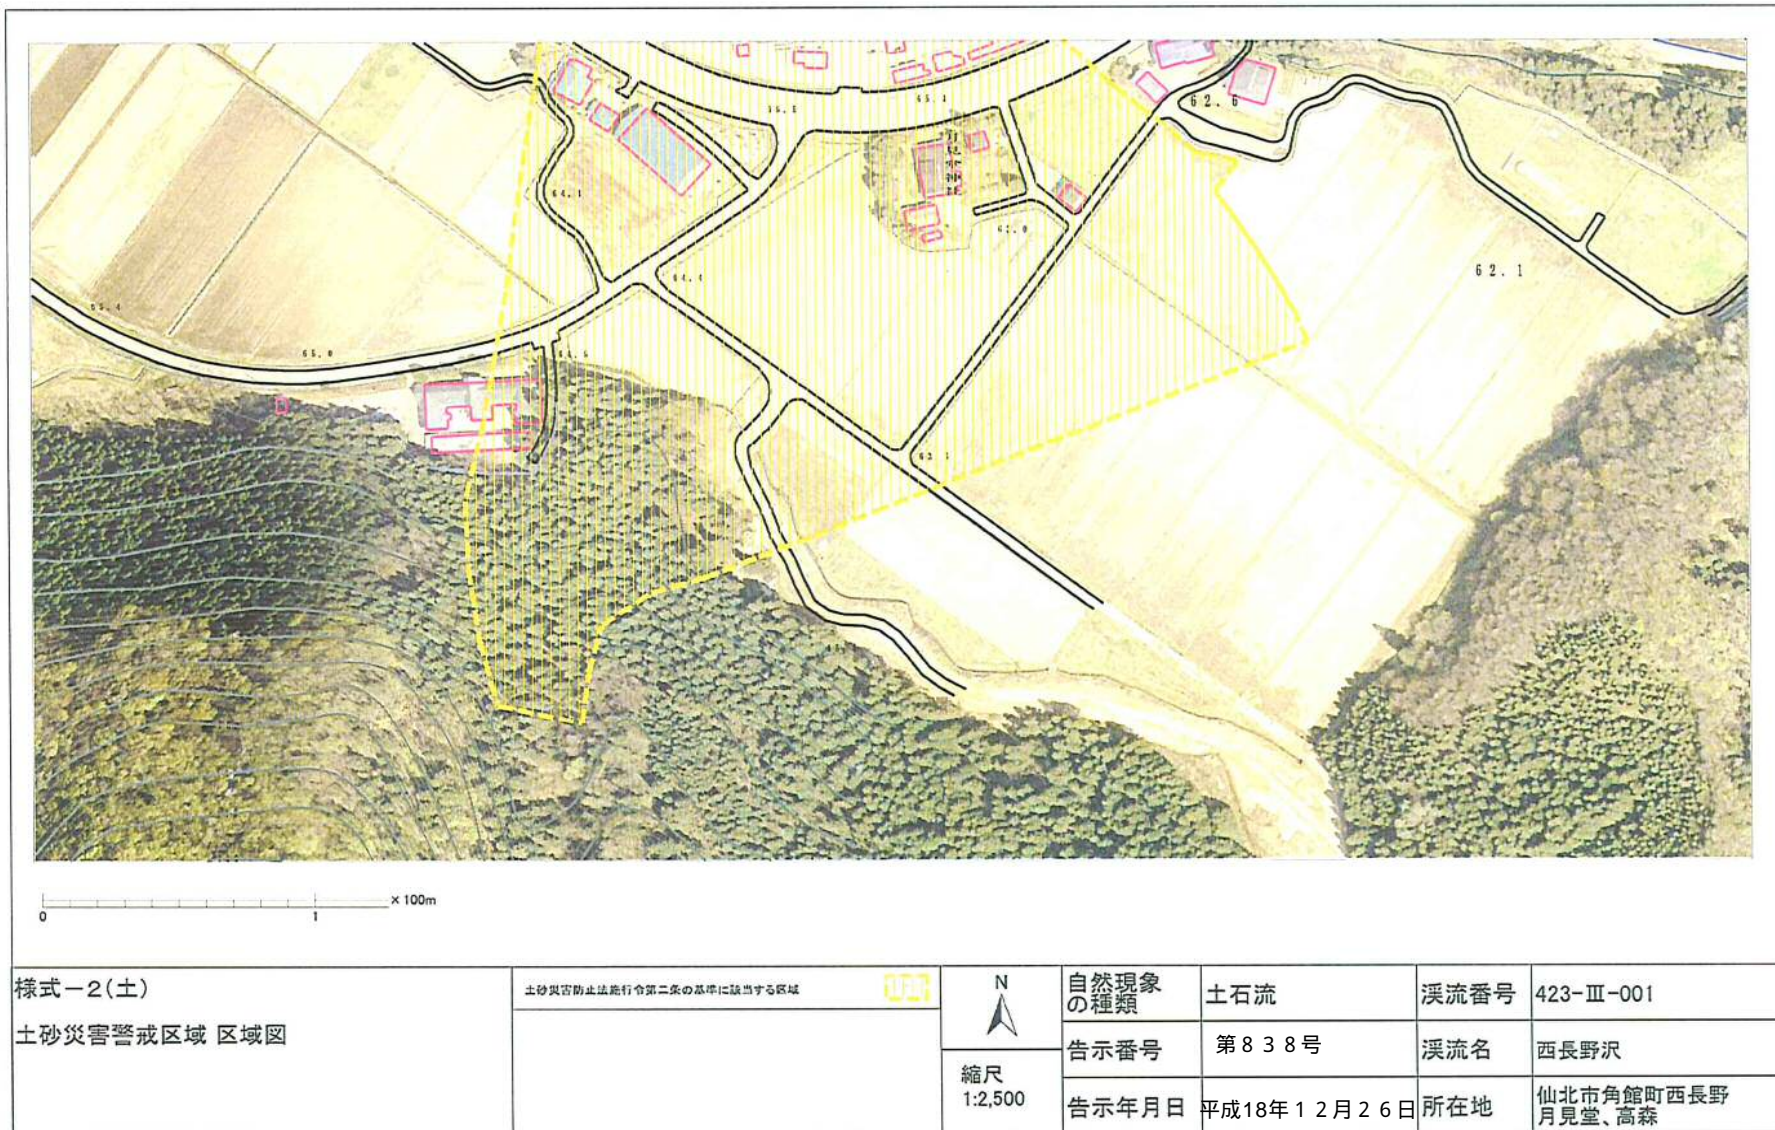 65.4
62.6
64.1
62.0
64.4
62.1
65.4
65.0
0
1
×100m
様式－2(土)
土砂災害警戒区域 区域図
土砂災害防止法施行令第二条の基準に該当する区域
N
縮尺
1:2,500
自然現象
の種類
土石流
渓流番号
423-Ⅲ-001
告示番号
第８３８号
渓流名
西長野沢
告示年月日
平成18年１２月２６日
所在地
仙北市角館町西長野
月見堂、高森